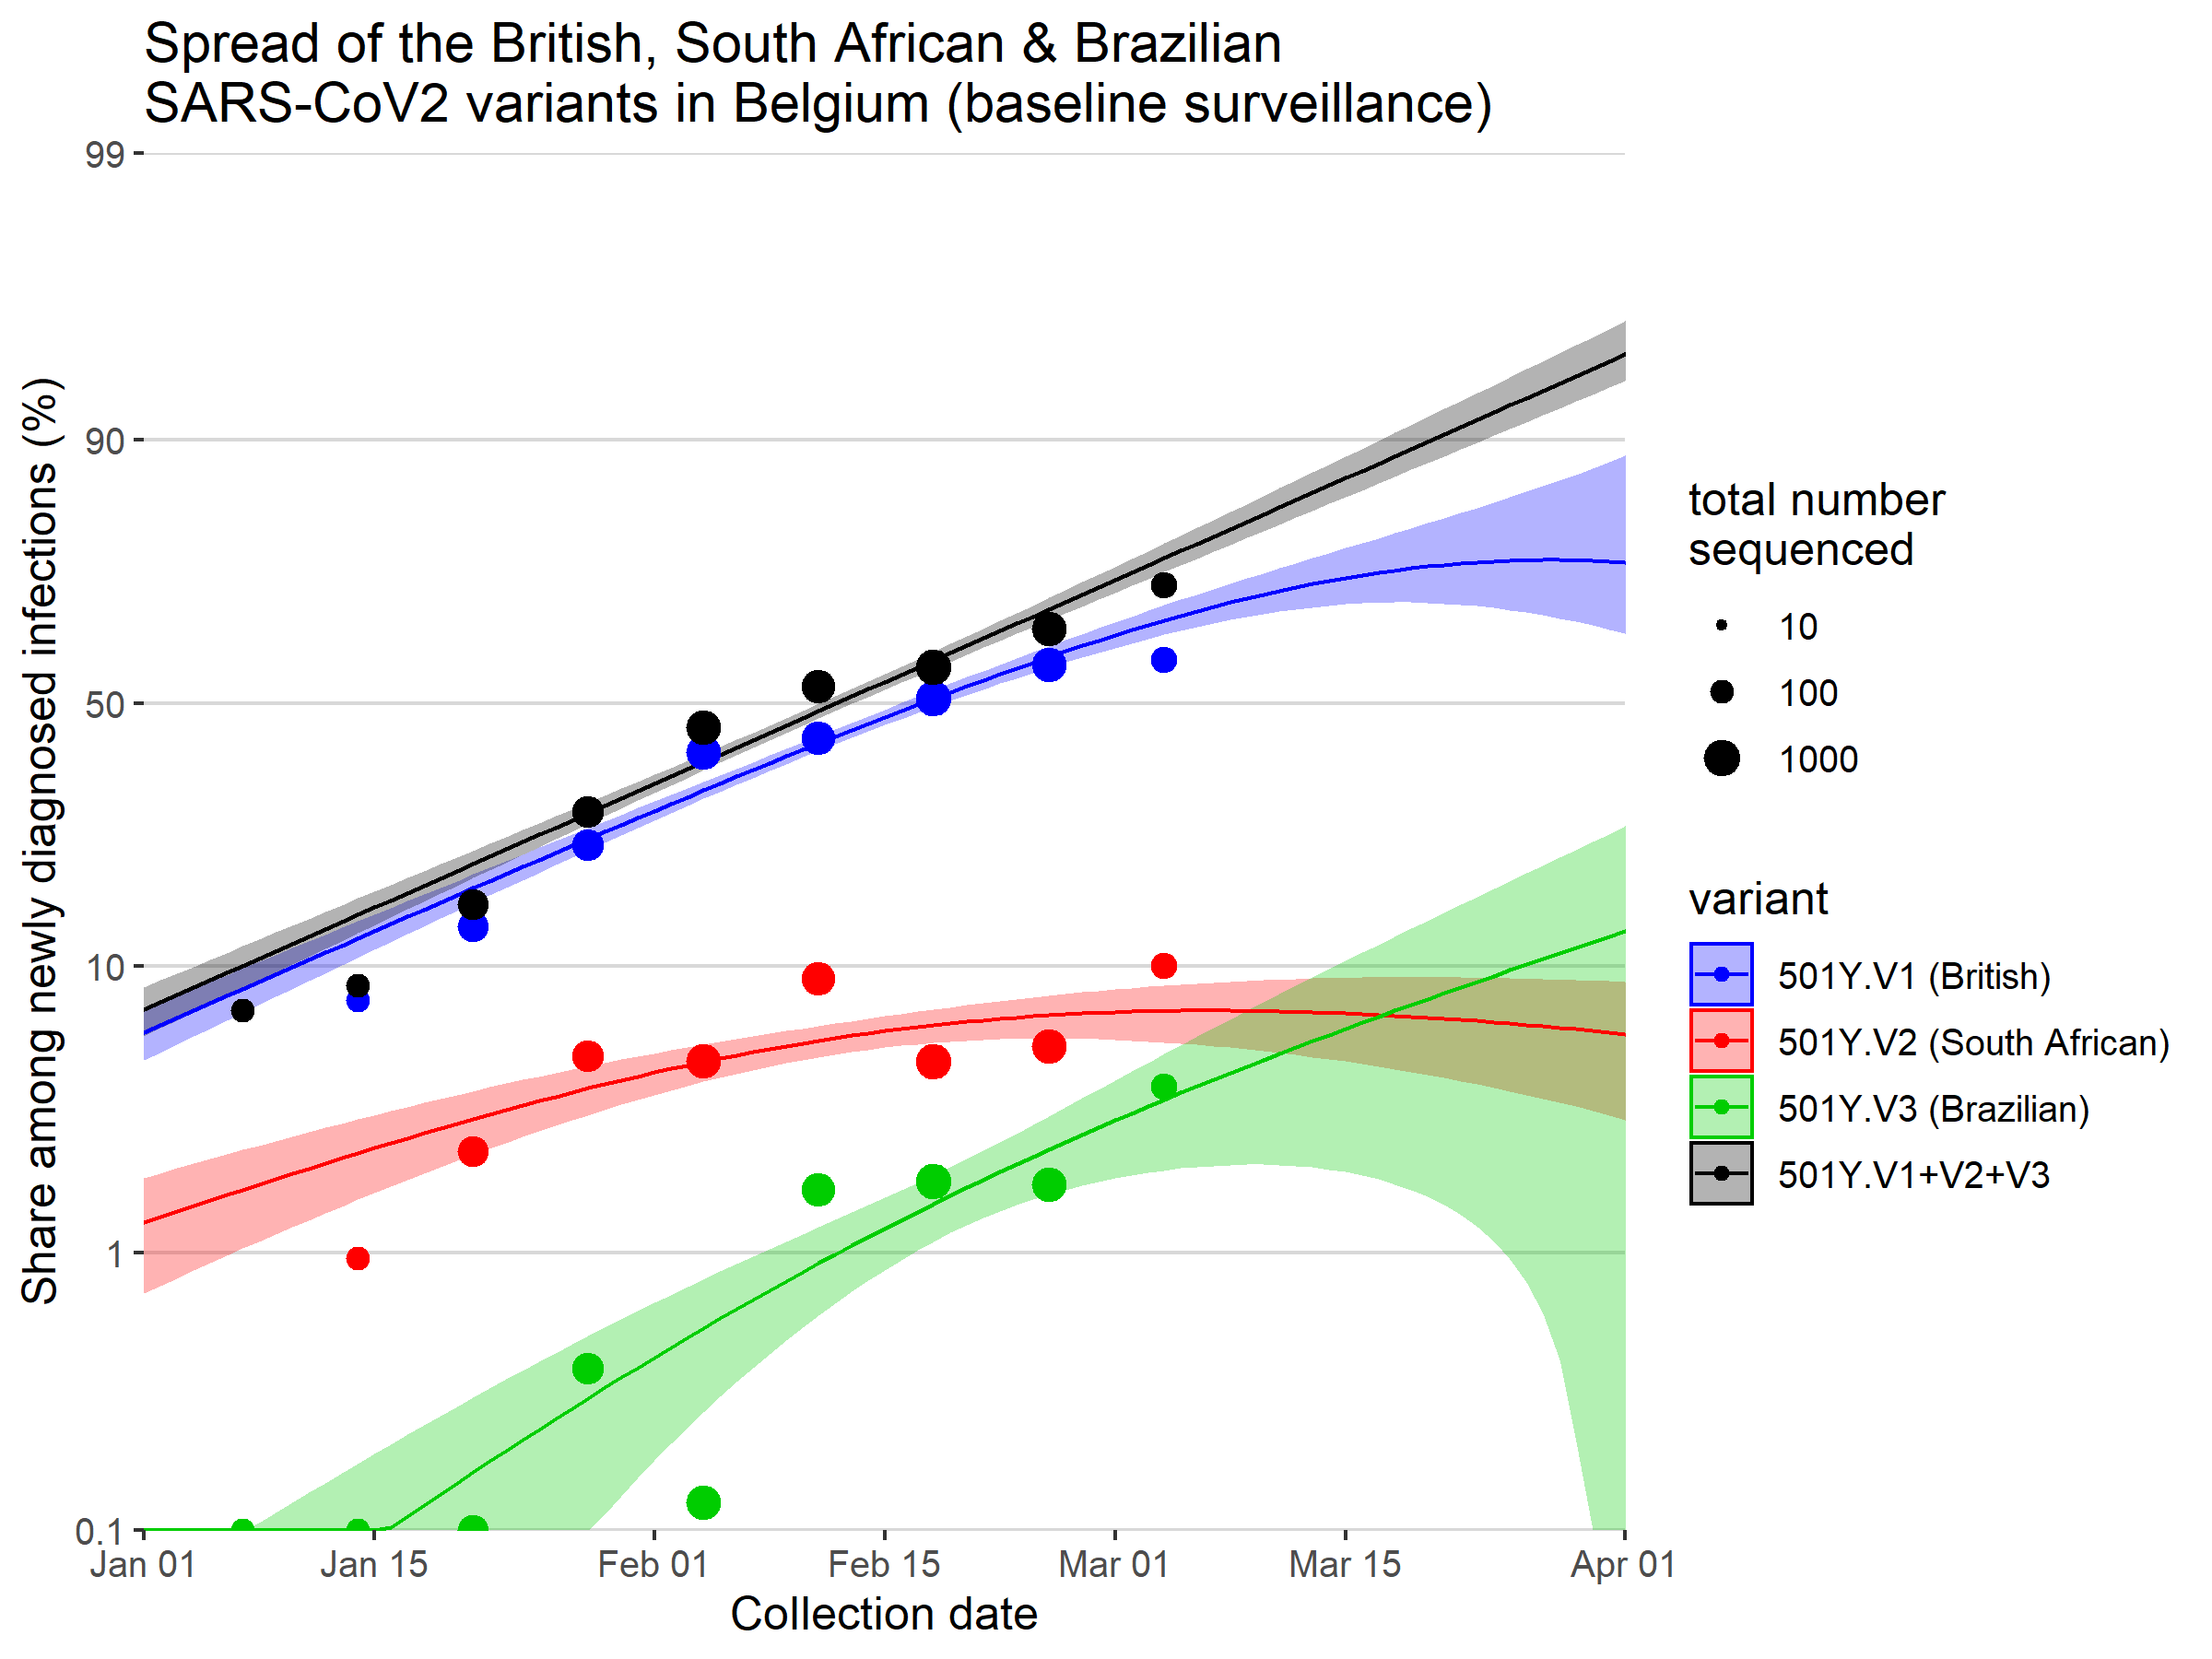 Spread of the British, South African & Brazilian
SARS-CoV2 variants in Belgium (baseline surveillance)
Share among newly diagnosed infections (%)
99
90
50
10
1
0.1
Jan 01
Jan 15
Feb 01
Feb 15
Mar 01
Mar 15
Apr 01
Collection date
total number
sequenced
10
100
1000
variant
501Y.V1 (British)
501Y.V2 (South African)
501Y.V3 (Brazilian)
501Y.V1+V2+V3